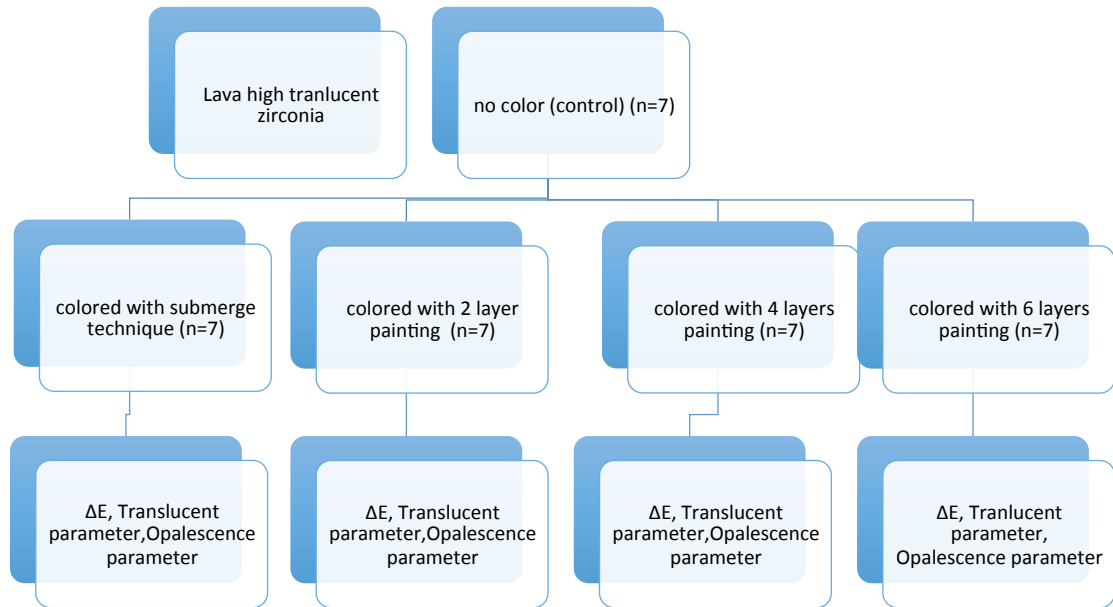 Lava high tranlucent
zirconia
no color (control) (n=7)
colored with submerge
technique (n=7)
colored with 2 layer
painting (n=7)
colored with 4 layers
painting (n=7)
colored with 6 layers
painting (n=7)
ΔE, Translucent
parameter,Opalescence
parameter
ΔE, Translucent
parameter,Opalescence
parameter
ΔE, Translucent
parameter,Opalescence
parameter
ΔE, Tranlucent
parameter,
Opalescence parameter